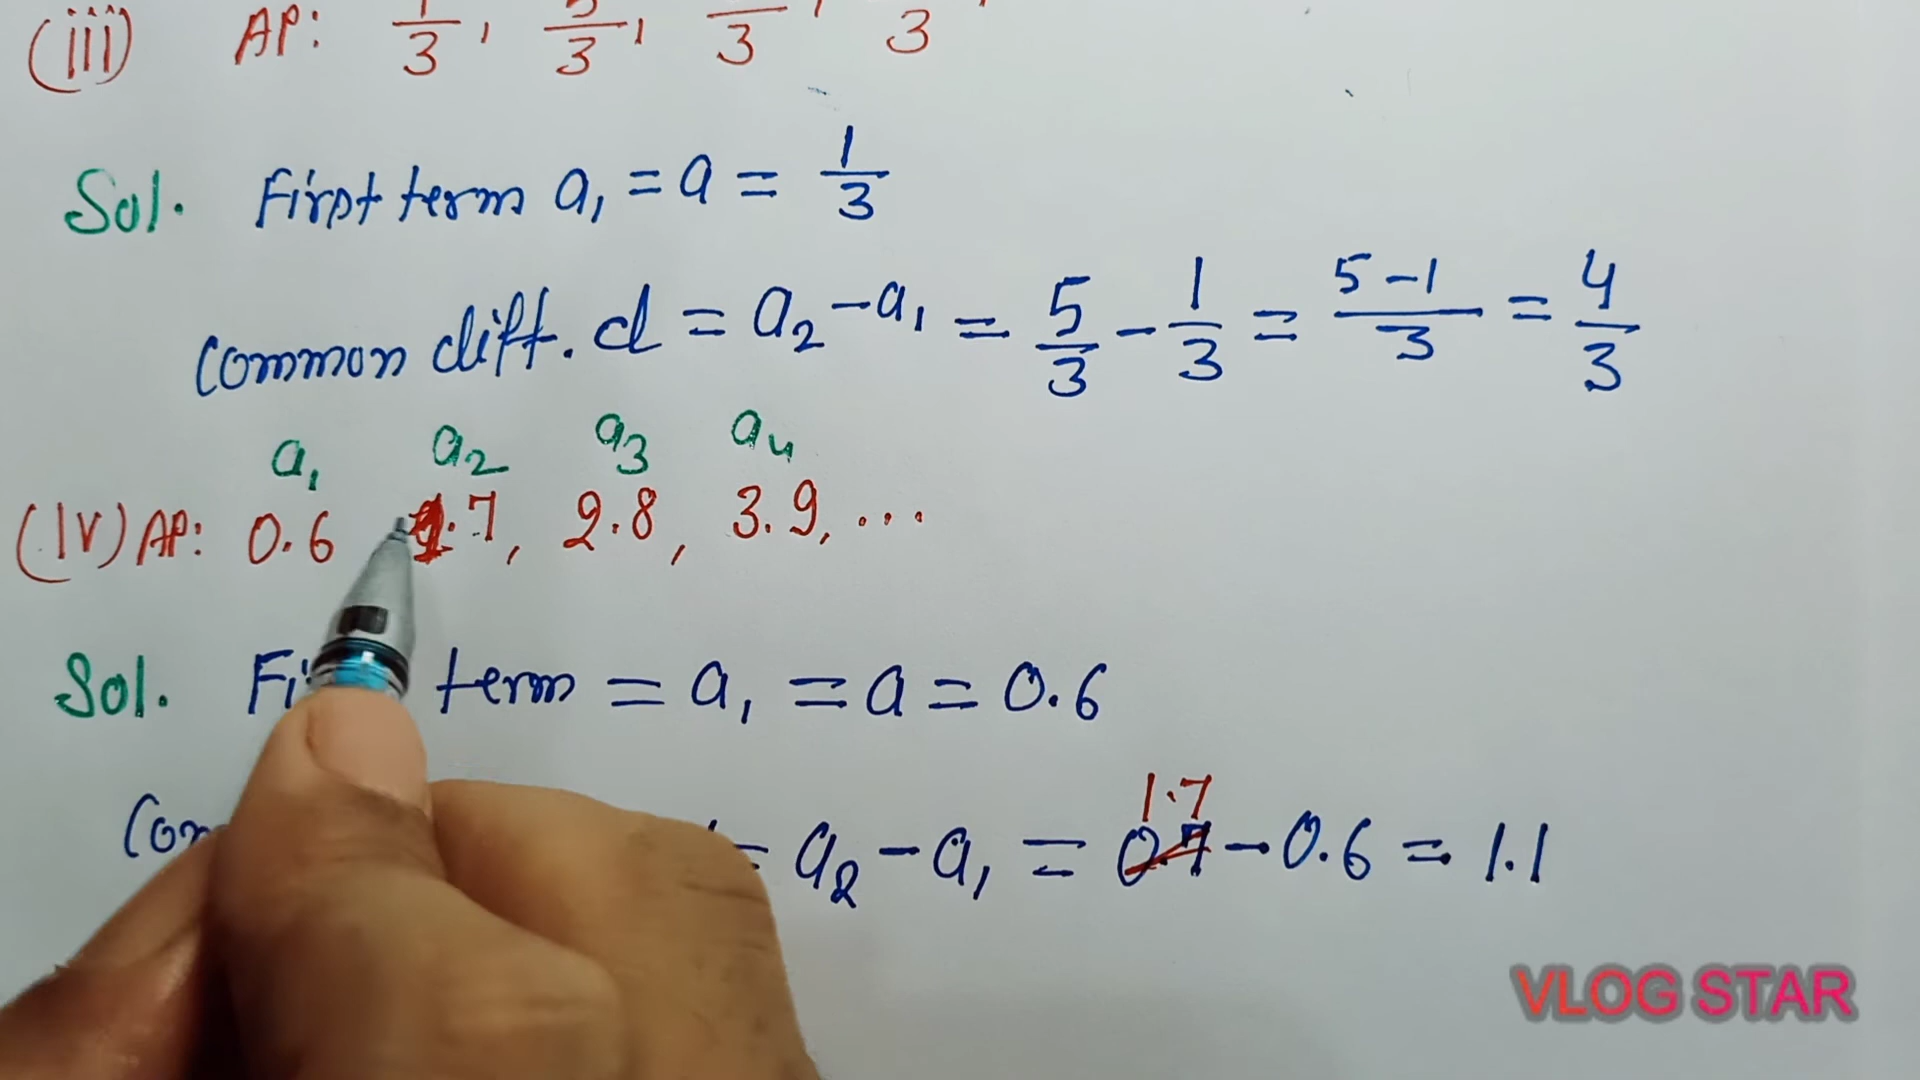 (iii) AP: 1/3, 5/3, /3, 3
Sol. First term a₁ = a = 1/3
Common diff. d = a₂ - a₁ = 5/3 - 1/3 = 5-1/3 = 4/3
a₁ a₂ a₃ a₄
(IV) AP: 0.6 1.7, 2.8, 3.9, ...
Sol. term = a₁ = a = 0.6
1.7
= a₂ - a₁ = 0.7 - 0.6 = 1.1
VLOG STAR